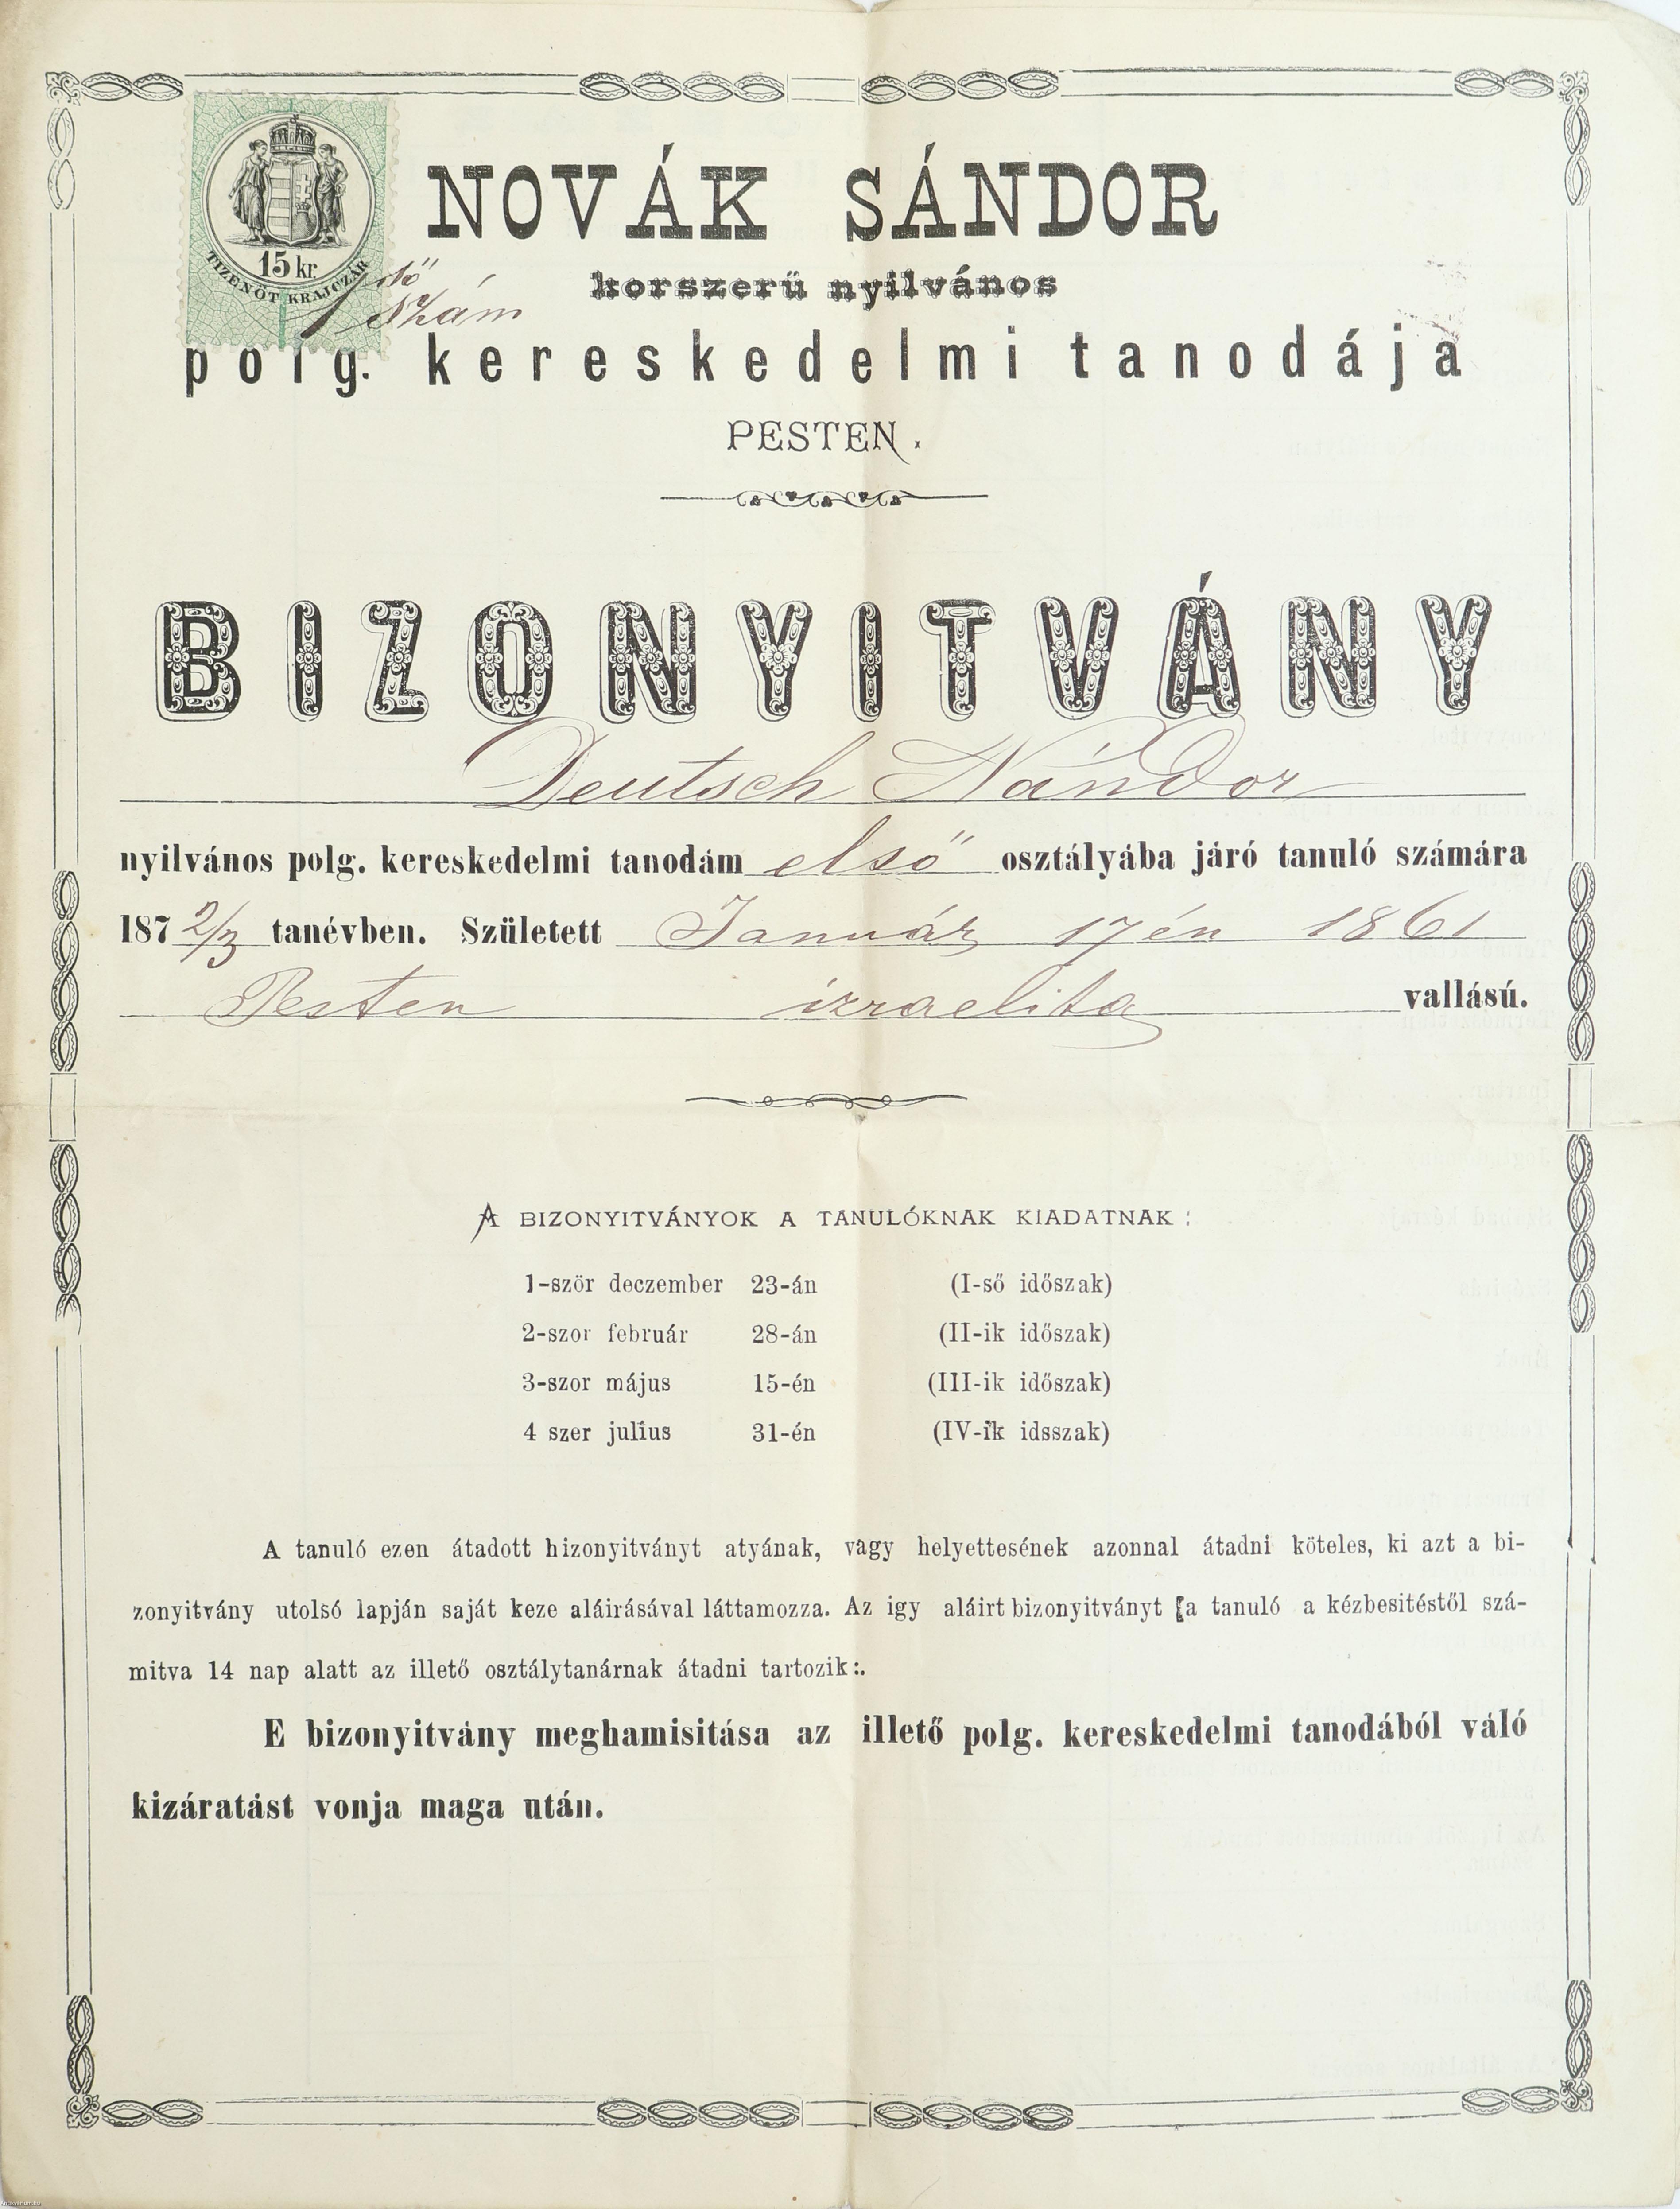 NOVÁK SÁNDOR
15 kr.
TIZENÖT KRAJCZÁR
1ső szám
korszerü nyilvános
polg. kereskedelmi tanodája
PESTEN.
BIZONYITVÁNY
Deutsch Nándor
nyilvános polg. kereskedelmi tanodám első osztályába járó tanuló számára
1872/3 tanévben. Született Január 17én 1861
Pesten izraelita vallású.
A BIZONYITVÁNYOK A TANULÓKNAK KIADATNAK:
1-ször deczember 23-án (I-ső időszak)
2-szor február 28-án (II-ik időszak)
3-szor május 15-én (III-ik időszak)
4 szer julius 31-én (IV-ik idsszak)
A tanuló ezen átadott hizonyitványt atyának, vagy helyettesének azonnal átadni köteles, ki azt a bi-
zonyitvány utolsó lapján saját keze aláirásával láttamozza. Az igy aláirt bizonyitványt [a tanuló a kézbesitéstől szá-
mitva 14 nap alatt az illető osztálytanárnak átadni tartozik:.
E bizonyitvány meghamisitása az illető polg. kereskedelmi tanodából váló
kizáratást vonja maga után.